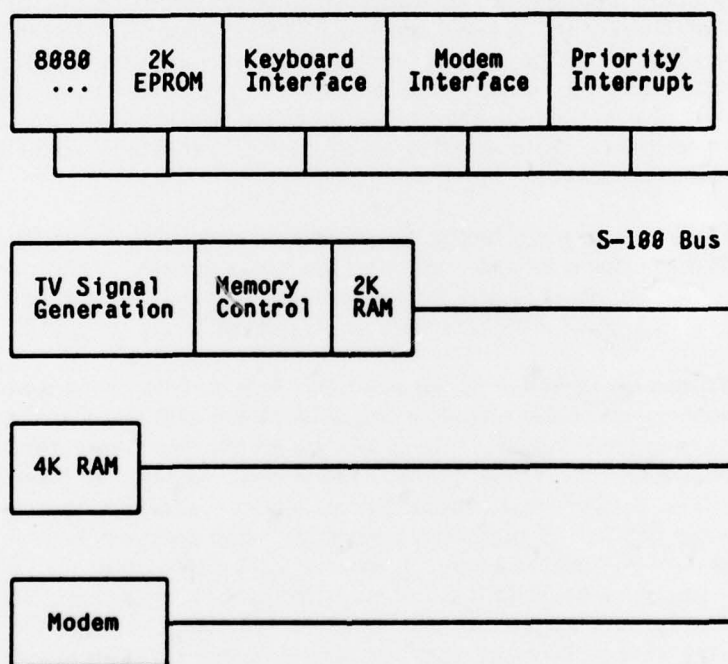 8080 2K Keyboard Modem Priority
... EPROM Interface Interface Interrupt
S-100 Bus
TV Signal Memory 2K
Generation Control RAM
4K RAM
Modem